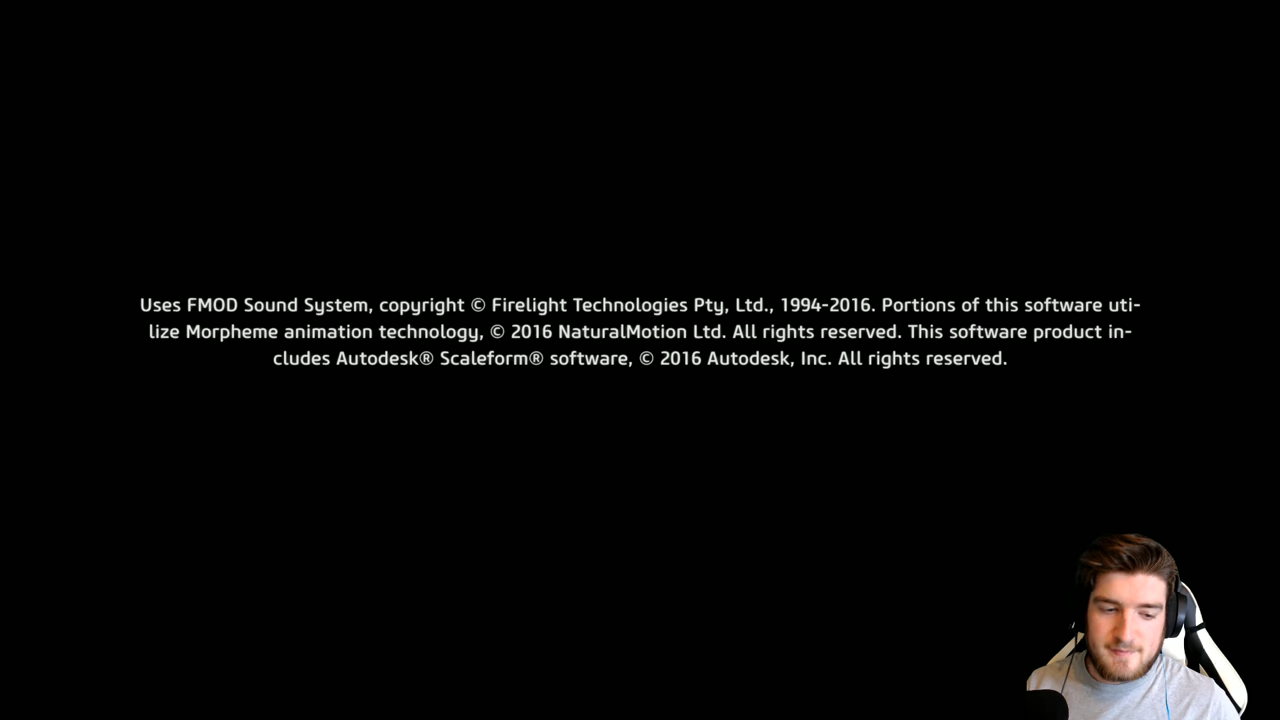 Uses FMOD Sound System, copyright © Firelight Technologies Pty, Ltd., 1994-2016. Portions of this software uti-
lize Morpheme animation technology, © 2016 NaturalMotion Ltd. All rights reserved. This software product in-
cludes Autodesk® Scaleform® software, © 2016 Autodesk, Inc. All rights reserved.